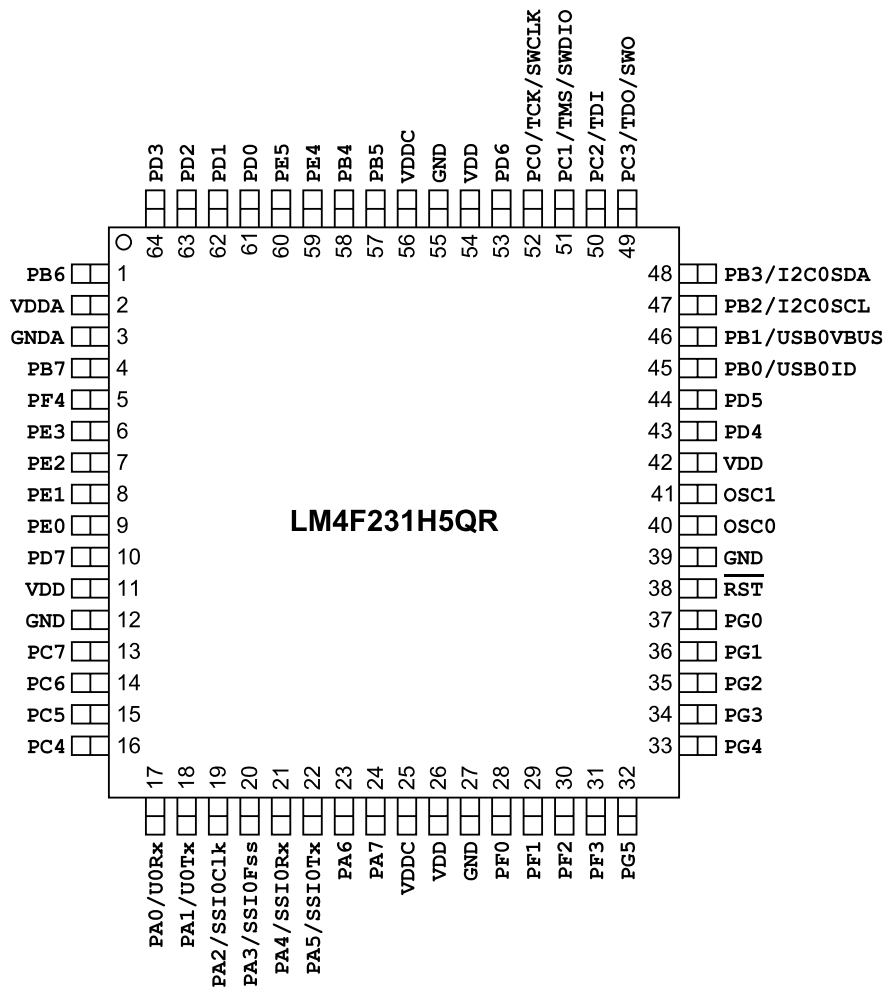 PD3 PD2 PD1 PD0 PE5 PE4 PB4 PB5 VDDC GND VDD PD6 PC0/TCK/SWCLK PC1/TMS/SWDIO PC2/TDI PC3/TDO/SWO
64 63 62 61 60 59 58 57 56 55 54 53 52 51 50 49
PB6 1 48 PB3/I2C0SDA
VDDA 2 47 PB2/I2C0SCL
GNDA 3 46 PB1/USB0VBUS
PB7 4 45 PB0/USB0ID
PF4 5 44 PD5
PE3 6 43 PD4
PE2 7 42 VDD
PE1 8 41 OSC1
PE0 9 40 OSC0
LM4F231H5QR
PD7 10 39 GND
VDD 11 38 RST
GND 12 37 PG0
PC7 13 36 PG1
PC6 14 35 PG2
PC5 15 34 PG3
PC4 16 33 PG4
17 18 19 20 21 22 23 24 25 26 27 28 29 30 31 32
PA0/U0Rx PA1/U0Tx PA2/SSI0Clk PA3/SSI0Fss PA4/SSI0Rx PA5/SSI0Tx PA6 PA7 VDDC VDD GND PF0 PF1 PF2 PF3 PG5